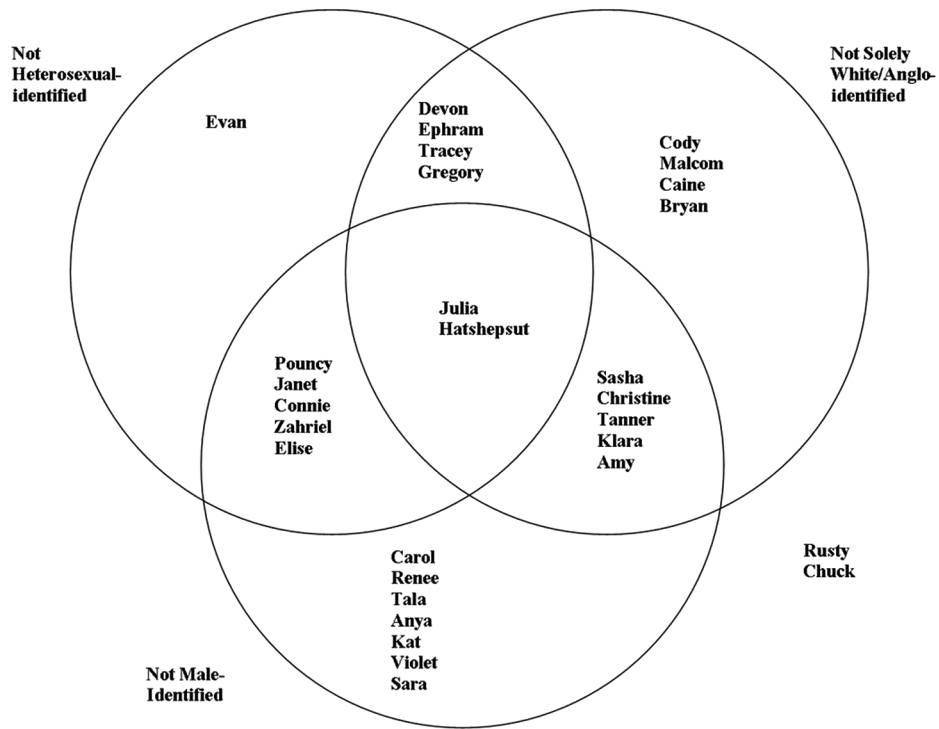 Not
Heterosexual-
identified
Not Solely
White/Anglo-
identified
Evan
Devon
Ephram
Tracey
Gregory
Cody
Malcom
Caine
Bryan
Julia
Hatshepsut
Pouncy
Janet
Connie
Zahriel
Elise
Sasha
Christine
Tanner
Klara
Amy
Carol
Renee
Tala
Anya
Kat
Violet
Sara
Rusty
Chuck
Not Male-
Identified